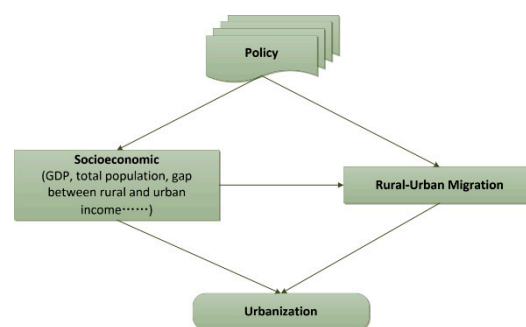 Policy
Socioeconomic
(GDP, total population, gap
between rural and urban
income⋯⋯)
Rural-Urban Migration
Urbanization